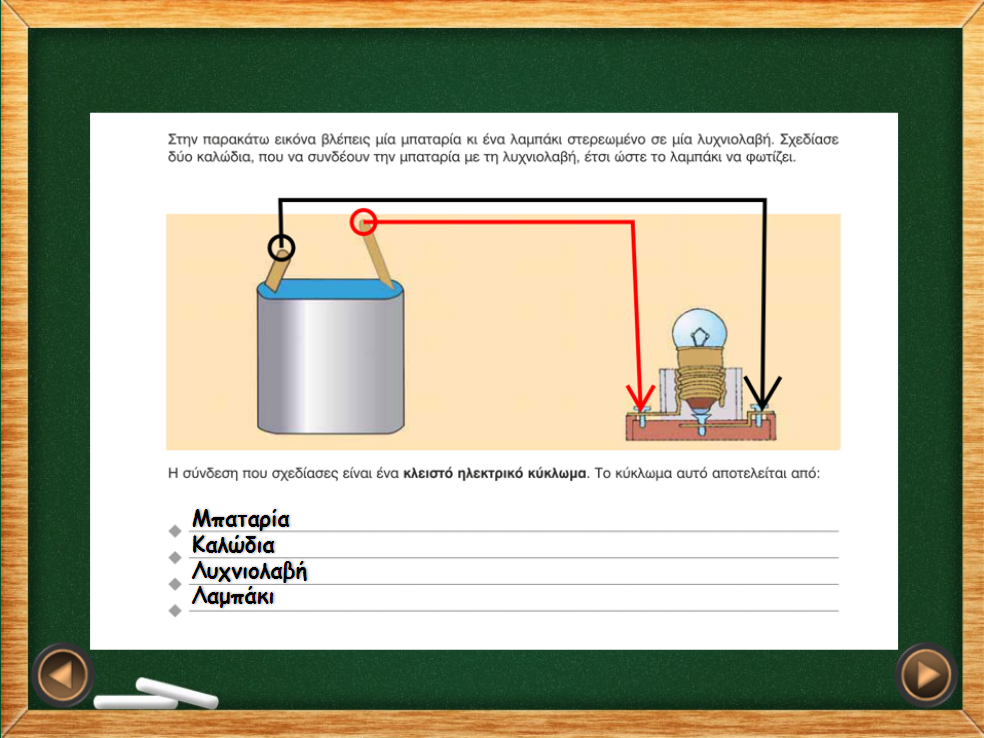 Στην παρακάτω εικόνα βλέπεις μία μπαταρία κι ένα λαμπάκι στερεωμένο σε μία λυχνιολαβή. Σχεδίασε
δύο καλώδια, που να συνδέουν την μπαταρία με τη λυχνιολαβή, έτσι ώστε το λαμπάκι να φωτίζει.
Η σύνδεση που σχεδίασες είναι ένα κλειστό ηλεκτρικό κύκλωμα. Το κύκλωμα αυτό αποτελείται από:
Μπαταρία
Καλώδια
Λυχνιολαβή
Λαμπάκι